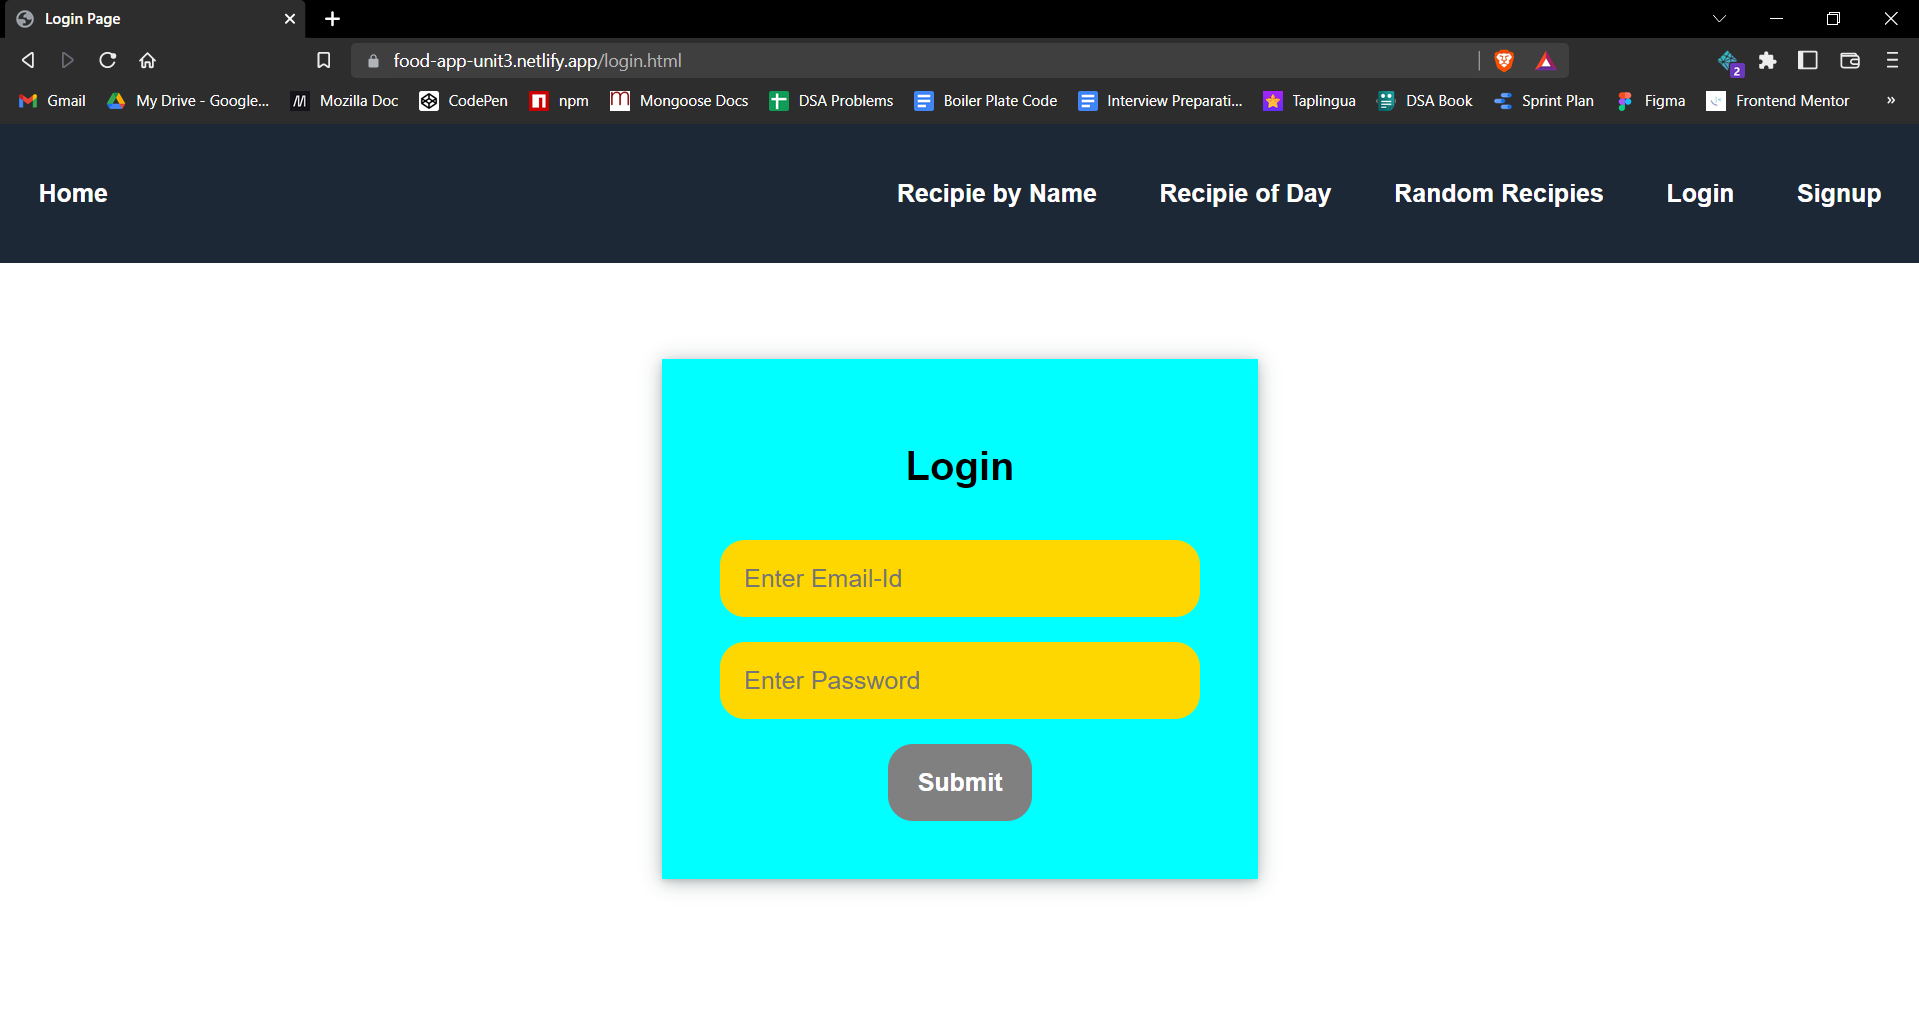 Login Page
food-app-unit3.netlify.app/login.html
2
Gmail My Drive - Google... Mozilla Doc CodePen npm Mongoose Docs DSA Problems Boiler Plate Code Interview Preparati... Taplingua DSA Book Sprint Plan Figma Frontend Mentor »
Home Recipie by Name Recipie of Day Random Recipies Login Signup
Login
Enter Email-Id
Enter Password
Submit